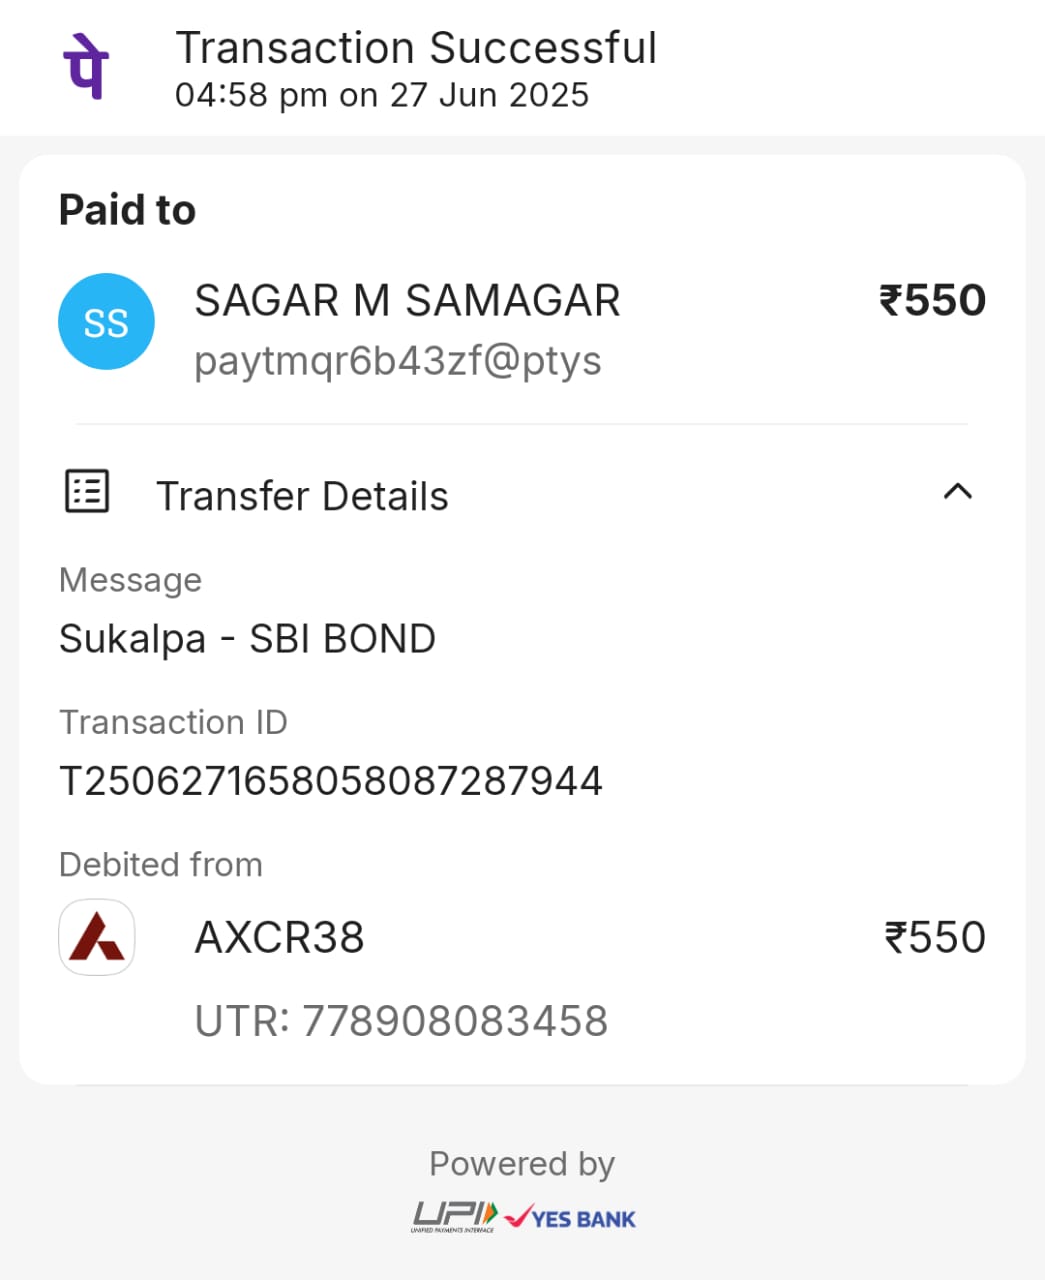 पे
Transaction Successful
04:58 pm on 27 Jun 2025
Paid to
SS
SAGAR M SAMAGAR
₹550
paytmqr6b43zf@ptys
Transfer Details
Message
Sukalpa - SBI BOND
Transaction ID
T2506271658058087287944
Debited from
AXCR38
₹550
UTR: 778908083458
Powered by
UPI
UNIFIED PAYMENTS INTERFACE
YES BANK